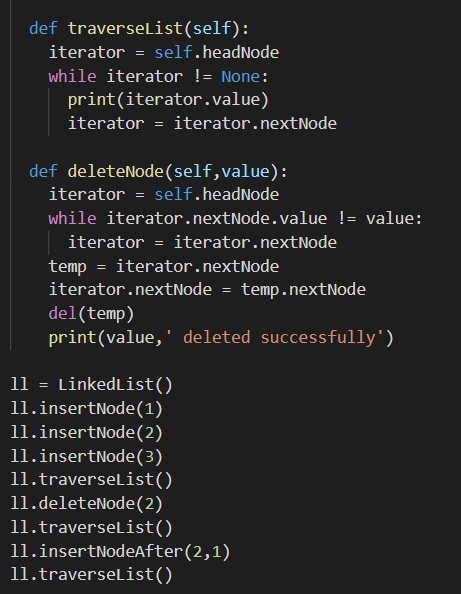 def traverseList(self):
iterator = self.headNode
while iterator != None:
print(iterator.value)
iterator = iterator.nextNode
def deleteNode(self,value):
iterator = self.headNode
while iterator.nextNode.value != value:
iterator = iterator.nextNode
temp = iterator.nextNode
iterator.nextNode = temp.nextNode
del(temp)
print(value,' deleted successfully')
ll = LinkedList()
ll.insertNode(1)
ll.insertNode(2)
ll.insertNode(3)
ll.traverseList()
ll.deleteNode(2)
ll.traverseList()
ll.insertNodeAfter(2,1)
ll.traverseList()